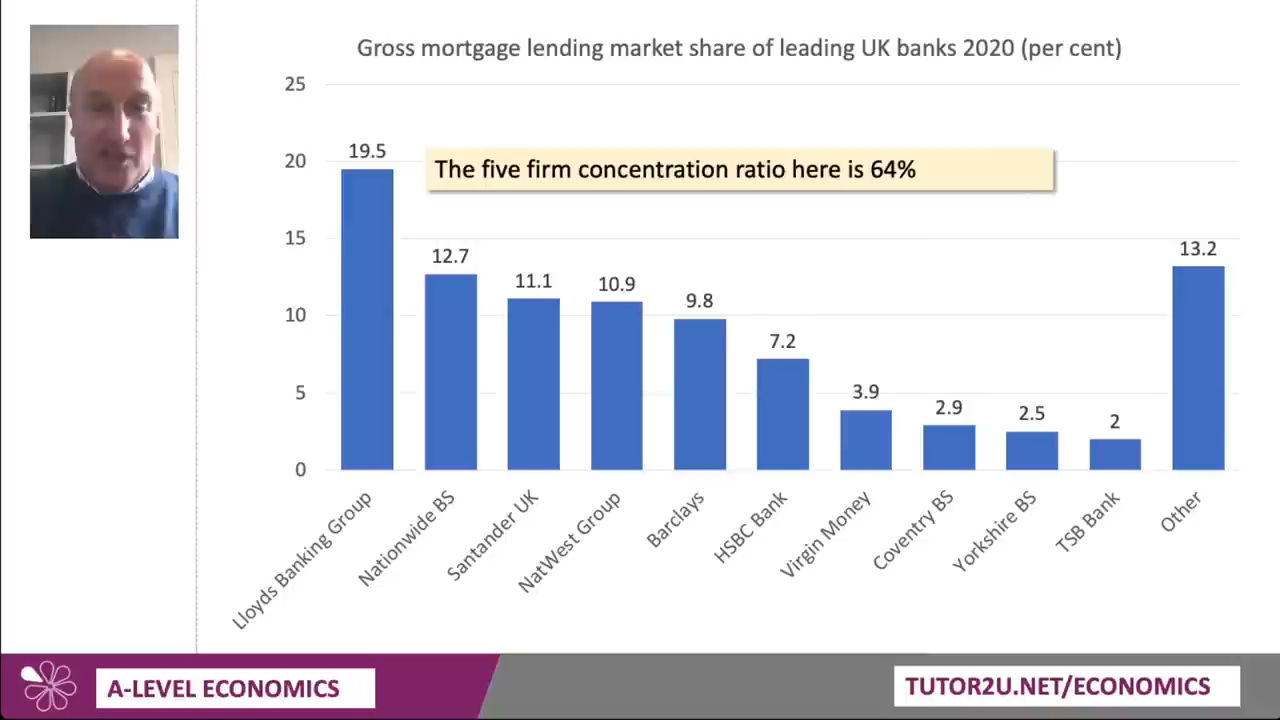 Gross mortgage lending market share of leading UK banks 2020 (per cent)
25
20
15
10
5
0
The five firm concentration ratio here is 64%
19.5
12.7
11.1
10.9
9.8
7.2
3.9
2.9
2.5
2
13.2
Lloyds Banking Group
Nationwide BS
Santander UK
NatWest Group
Barclays
HSBC Bank
Virgin Money
Coventry BS
Yorkshire BS
TSB Bank
Other
A-LEVEL ECONOMICS
TUTOR2U.NET/ECONOMICS